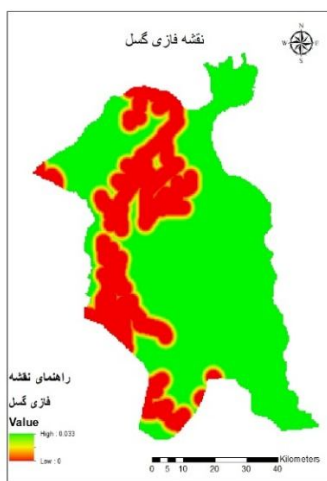 نقشه فازی گسل
N
W
E
S
راهنمای نقشه
فازی گسل
Value
High : 0.033
Low : 0
Kilometers
0 5 10 20 30 40